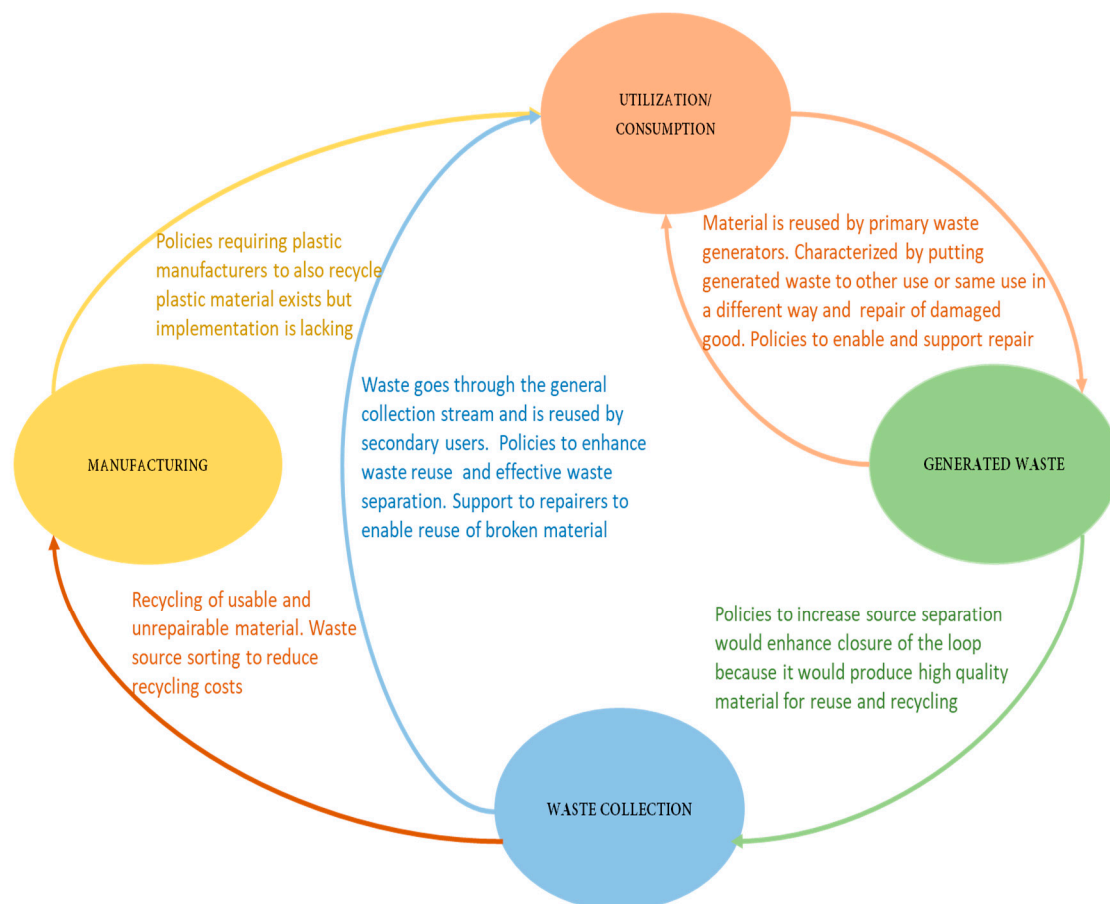 UTILIZATION/
CONSUMPTION
Material is reused by primary waste
generators. Characterized by putting
generated waste to other use or same use in
a different way and repair of damaged
good. Policies to enable and support repair
Policies requiring plastic
manufacturers to also recycle
plastic material exists but
implementation is lacking
Waste goes through the general
collection stream and is reused by
secondary users. Policies to enhance
waste reuse and effective waste
separation. Support to repairers to
enable reuse of broken material
MANUFACTURING
GENERATED WASTE
Recycling of usable and
unrepairable material. Waste
source sorting to reduce
recycling costs
Policies to increase source separation
would enhance closure of the loop
because it would produce high quality
material for reuse and recycling
WASTE COLLECTION